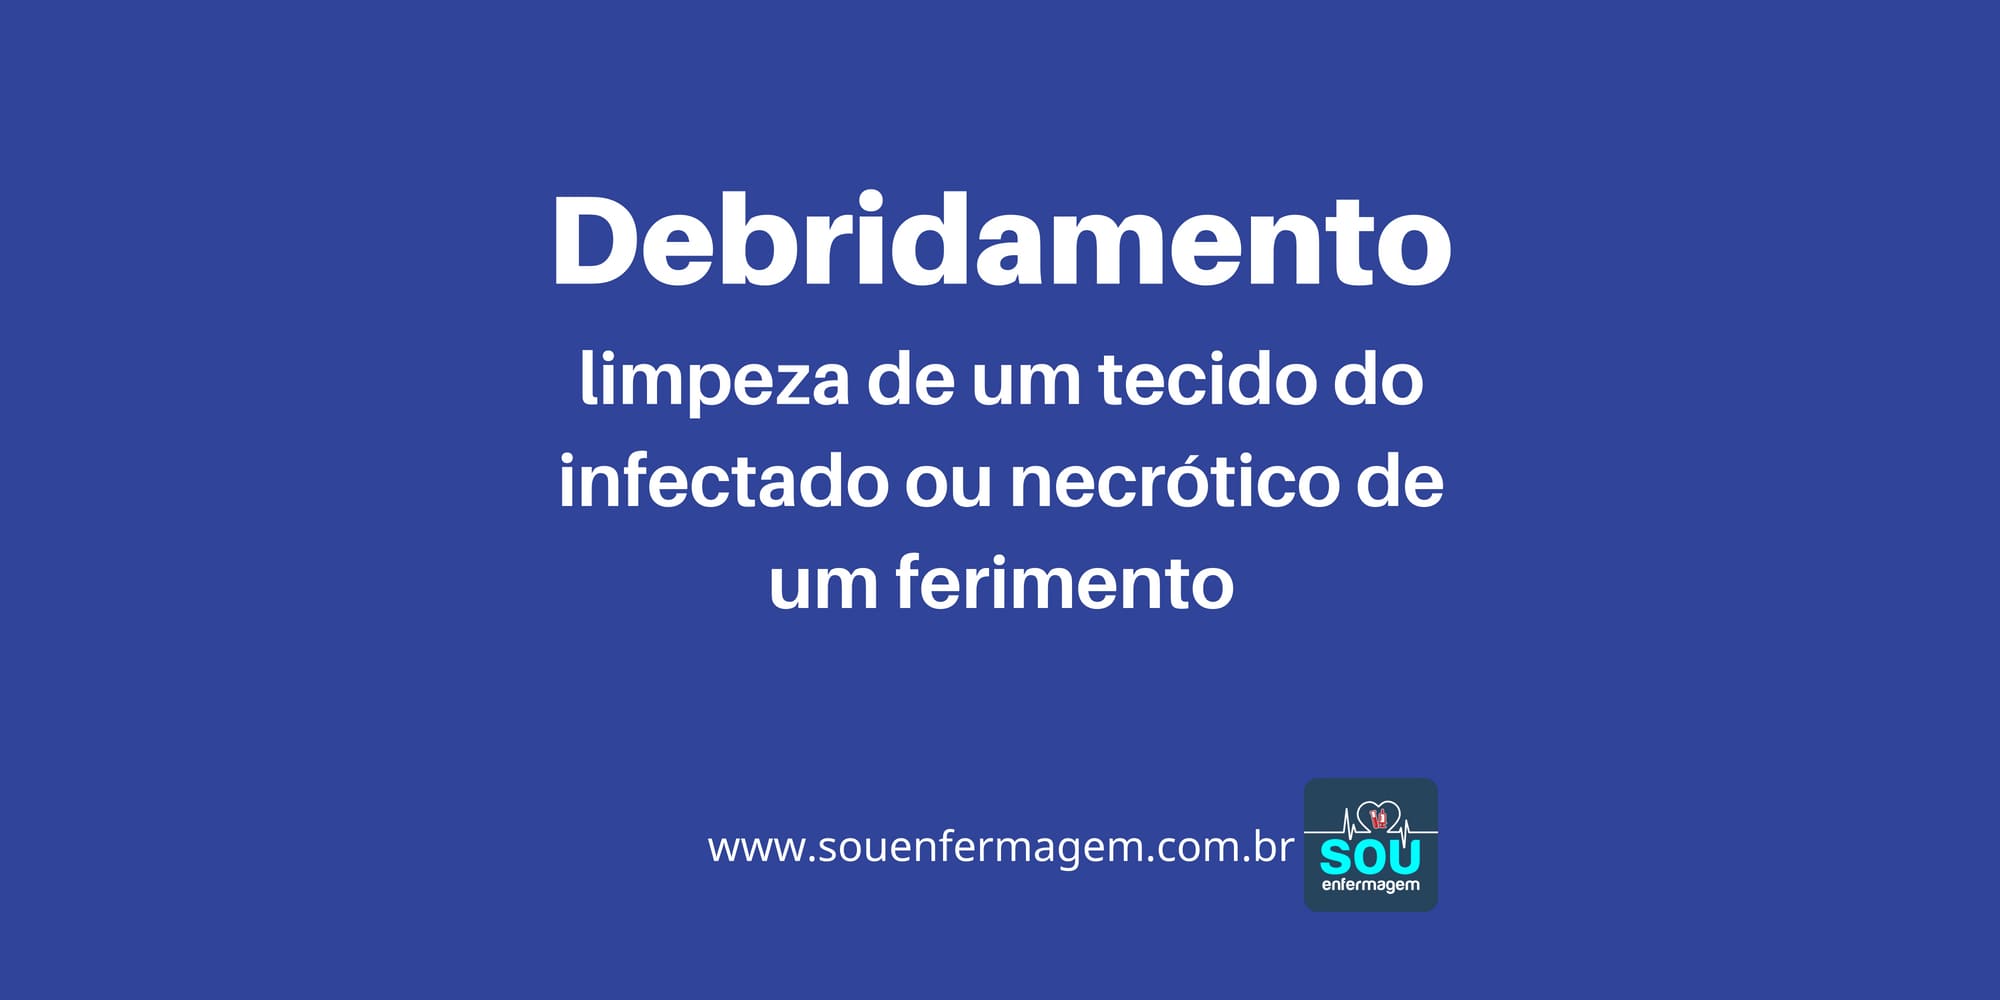 Debridamento
limpeza de um tecido do
infectado ou necrótico de
um ferimento
www.souenfermagem.com.br
SOU
enfermagem